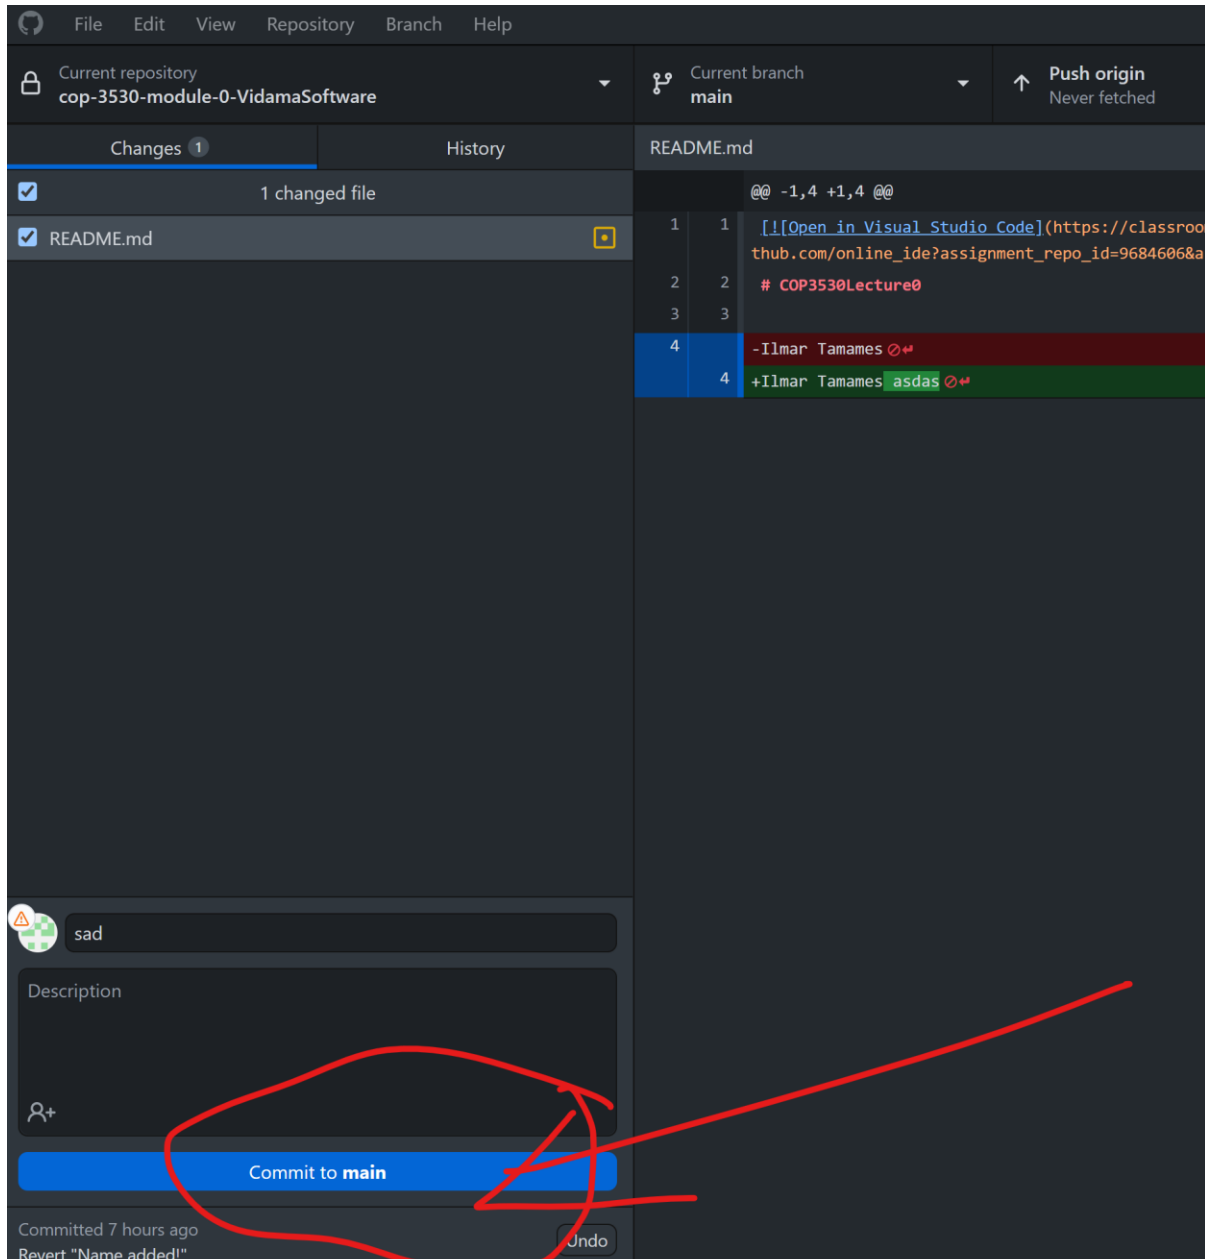 File Edit View Repository Branch Help
Current repository
cop-3530-module-0-VidamaSoftware
Current branch
main
Push origin
Never fetched
Changes 1
History
README.md
1 changed file
README.md
@@ -1,4 +1,4 @@
1 1 [![Open in Visual Studio Code](https://classroo
thub.com/online_ide?assignment_repo_id=9684606&a
2 2 # COP3530Lecture0
3 3
4 -Ilmar Tamames
4 +Ilmar Tamames asdas
sad
Description
Commit to main
Committed 7 hours ago
Revert "Name added!"
Undo